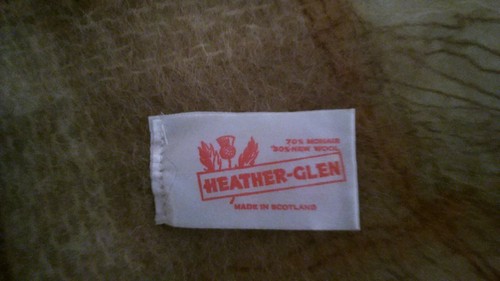 70% MOHAIR
30% NEW WOOL
HEATHER-GLEN
MADE IN SCOTLAND